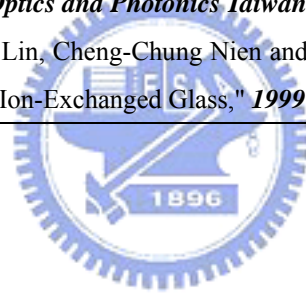 Optics and Photonics Taiwan
Lin, Cheng-Chung Nien and
Ion-Exchanged Glass," 1999
1896